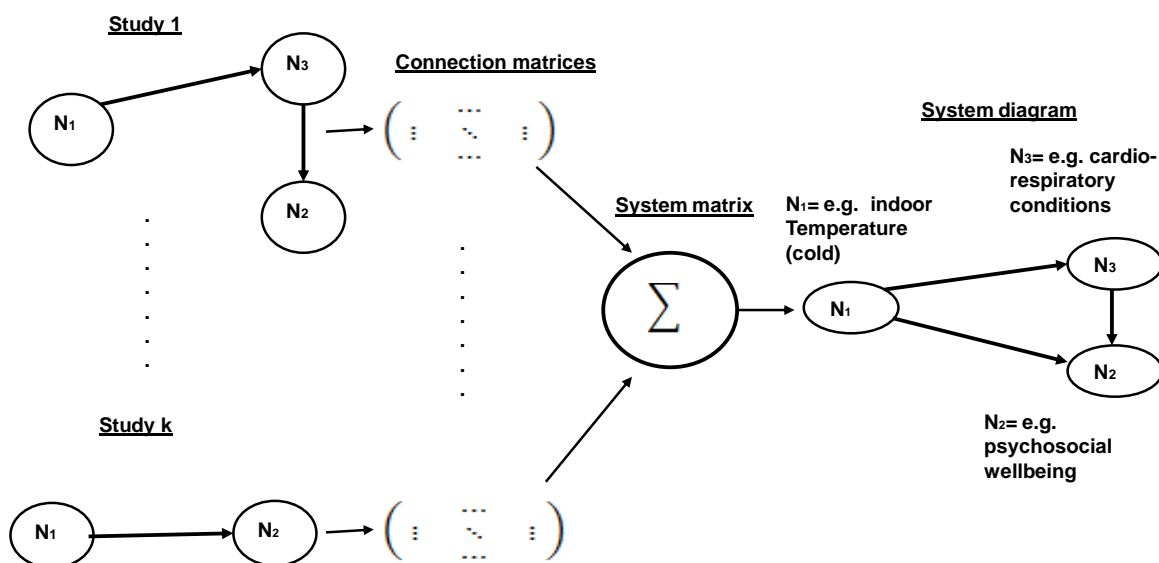 Study 1
N1
N3
N2
Connection matrices
System matrix
∑
System diagram
N1= e.g. indoor
Temperature
(cold)
N3= e.g. cardio-
respiratory
conditions
N1
N3
N2
N2= e.g.
psychosocial
wellbeing
Study k
N1
N2